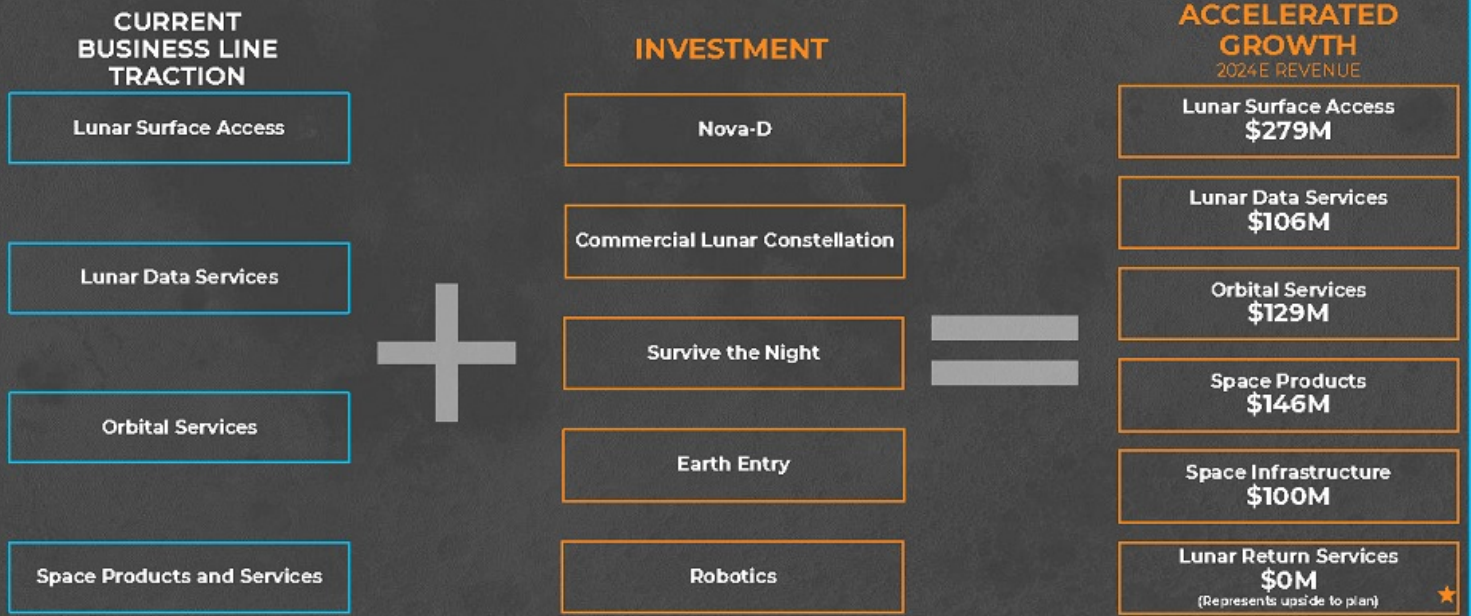 CURRENT
BUSINESS LINE
TRACTION
Lunar Surface Access
Lunar Data Services
Orbital Services
Space Products and Services
INVESTMENT
Nova-D
Commercial Lunar Constellation
Survive the Night
Earth Entry
Robotics
ACCELERATED
GROWTH
2024E REVENUE
Lunar Surface Access
$279M
Lunar Data Services
$106M
Orbital Services
$129M
Space Products
$146M
Space Infrastructure
$100M
Lunar Return Services
$0M
(Represents upside to plan)